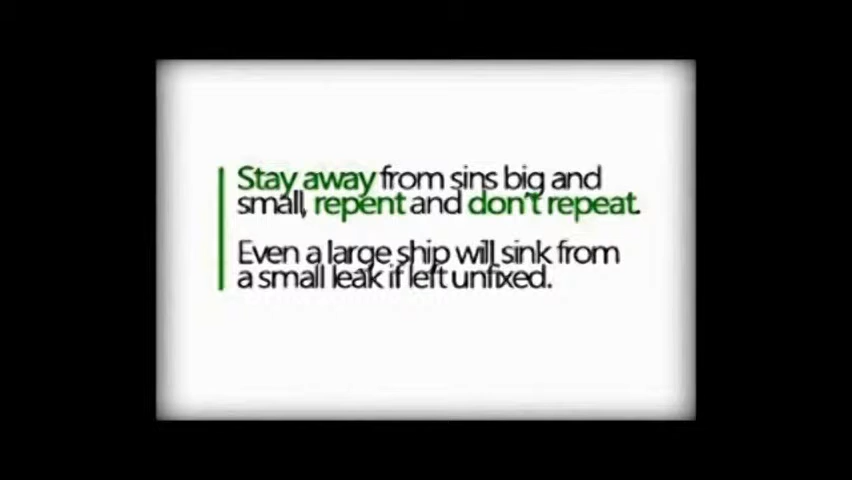 Stay away from sins big and
small, repent and don't repeat.
Even a large ship will sink from
a small leak if left unfixed.